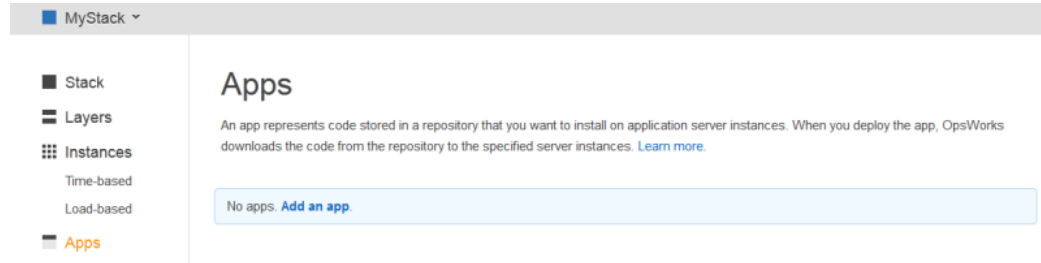 MyStack
Stack
Layers
Instances
Time-based
Load-based
Apps
Apps
An app represents code stored in a repository that you want to install on application server instances. When you deploy the app, OpsWorks
downloads the code from the repository to the specified server instances. Learn more.
No apps. Add an app.